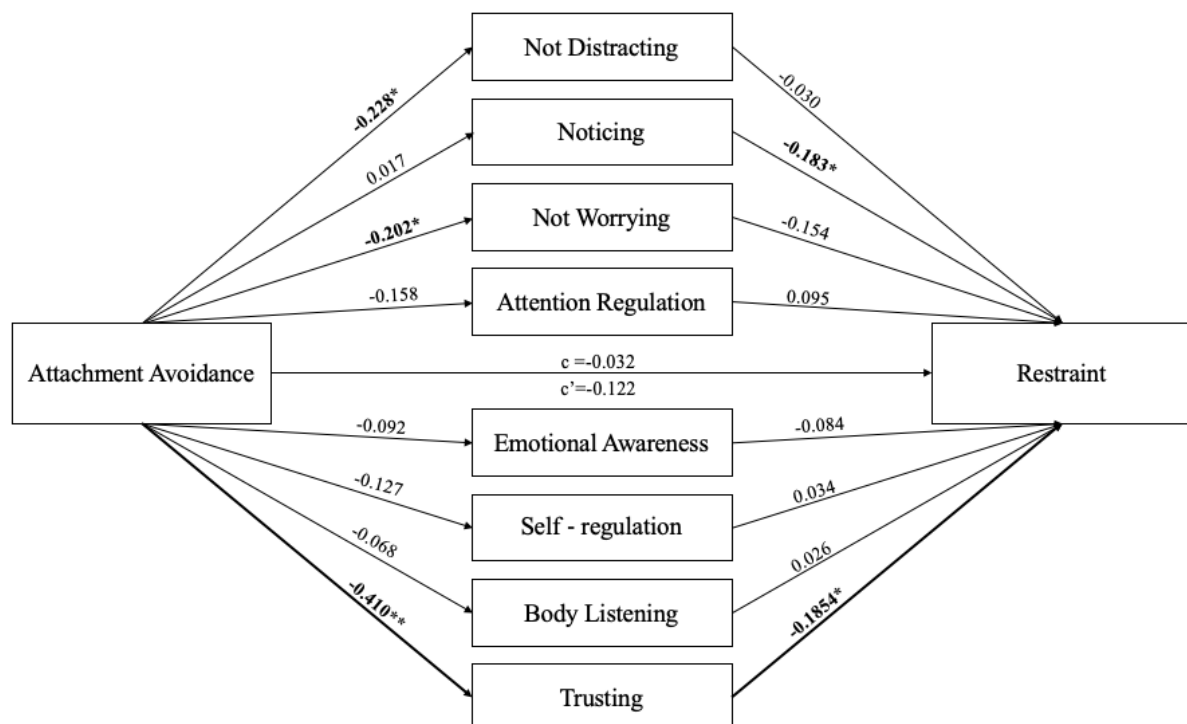 Not Distracting
-0.228*
-0.030
Noticing
0.017
-0.183*
Not Worrying
-0.202*
-0.154
Attention Regulation
-0.158
0.095
Attachment Avoidance
c =-0.032
c’=-0.122
Restraint
Emotional Awareness
-0.092
-0.084
Self - regulation
-0.127
0.034
Body Listening
-0.068
0.026
Trusting
-0.410**
-0.1854*